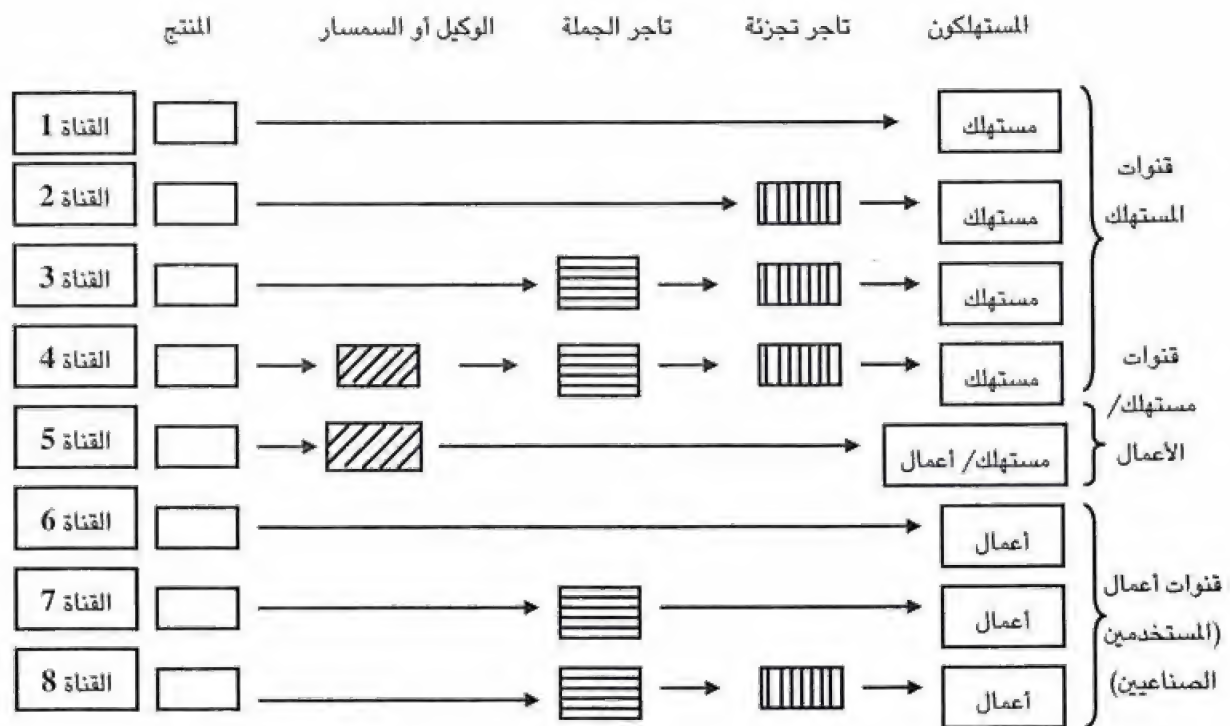 المستهلكون تاجر تجزئة تاجر الجملة الوكيل أو السمسار المنتج
القناة 1 مستهلك
القناة 2 مستهلك
القناة 3 مستهلك
القناة 4 مستهلك
قنوات
المستهلك
القناة 5 مستهلك/ أعمال
قنوات
مستهلك/
الأعمال
القناة 6 أعمال
القناة 7 أعمال
القناة 8 أعمال
قنوات أعمال
(المستخدمين
الصناعيين)